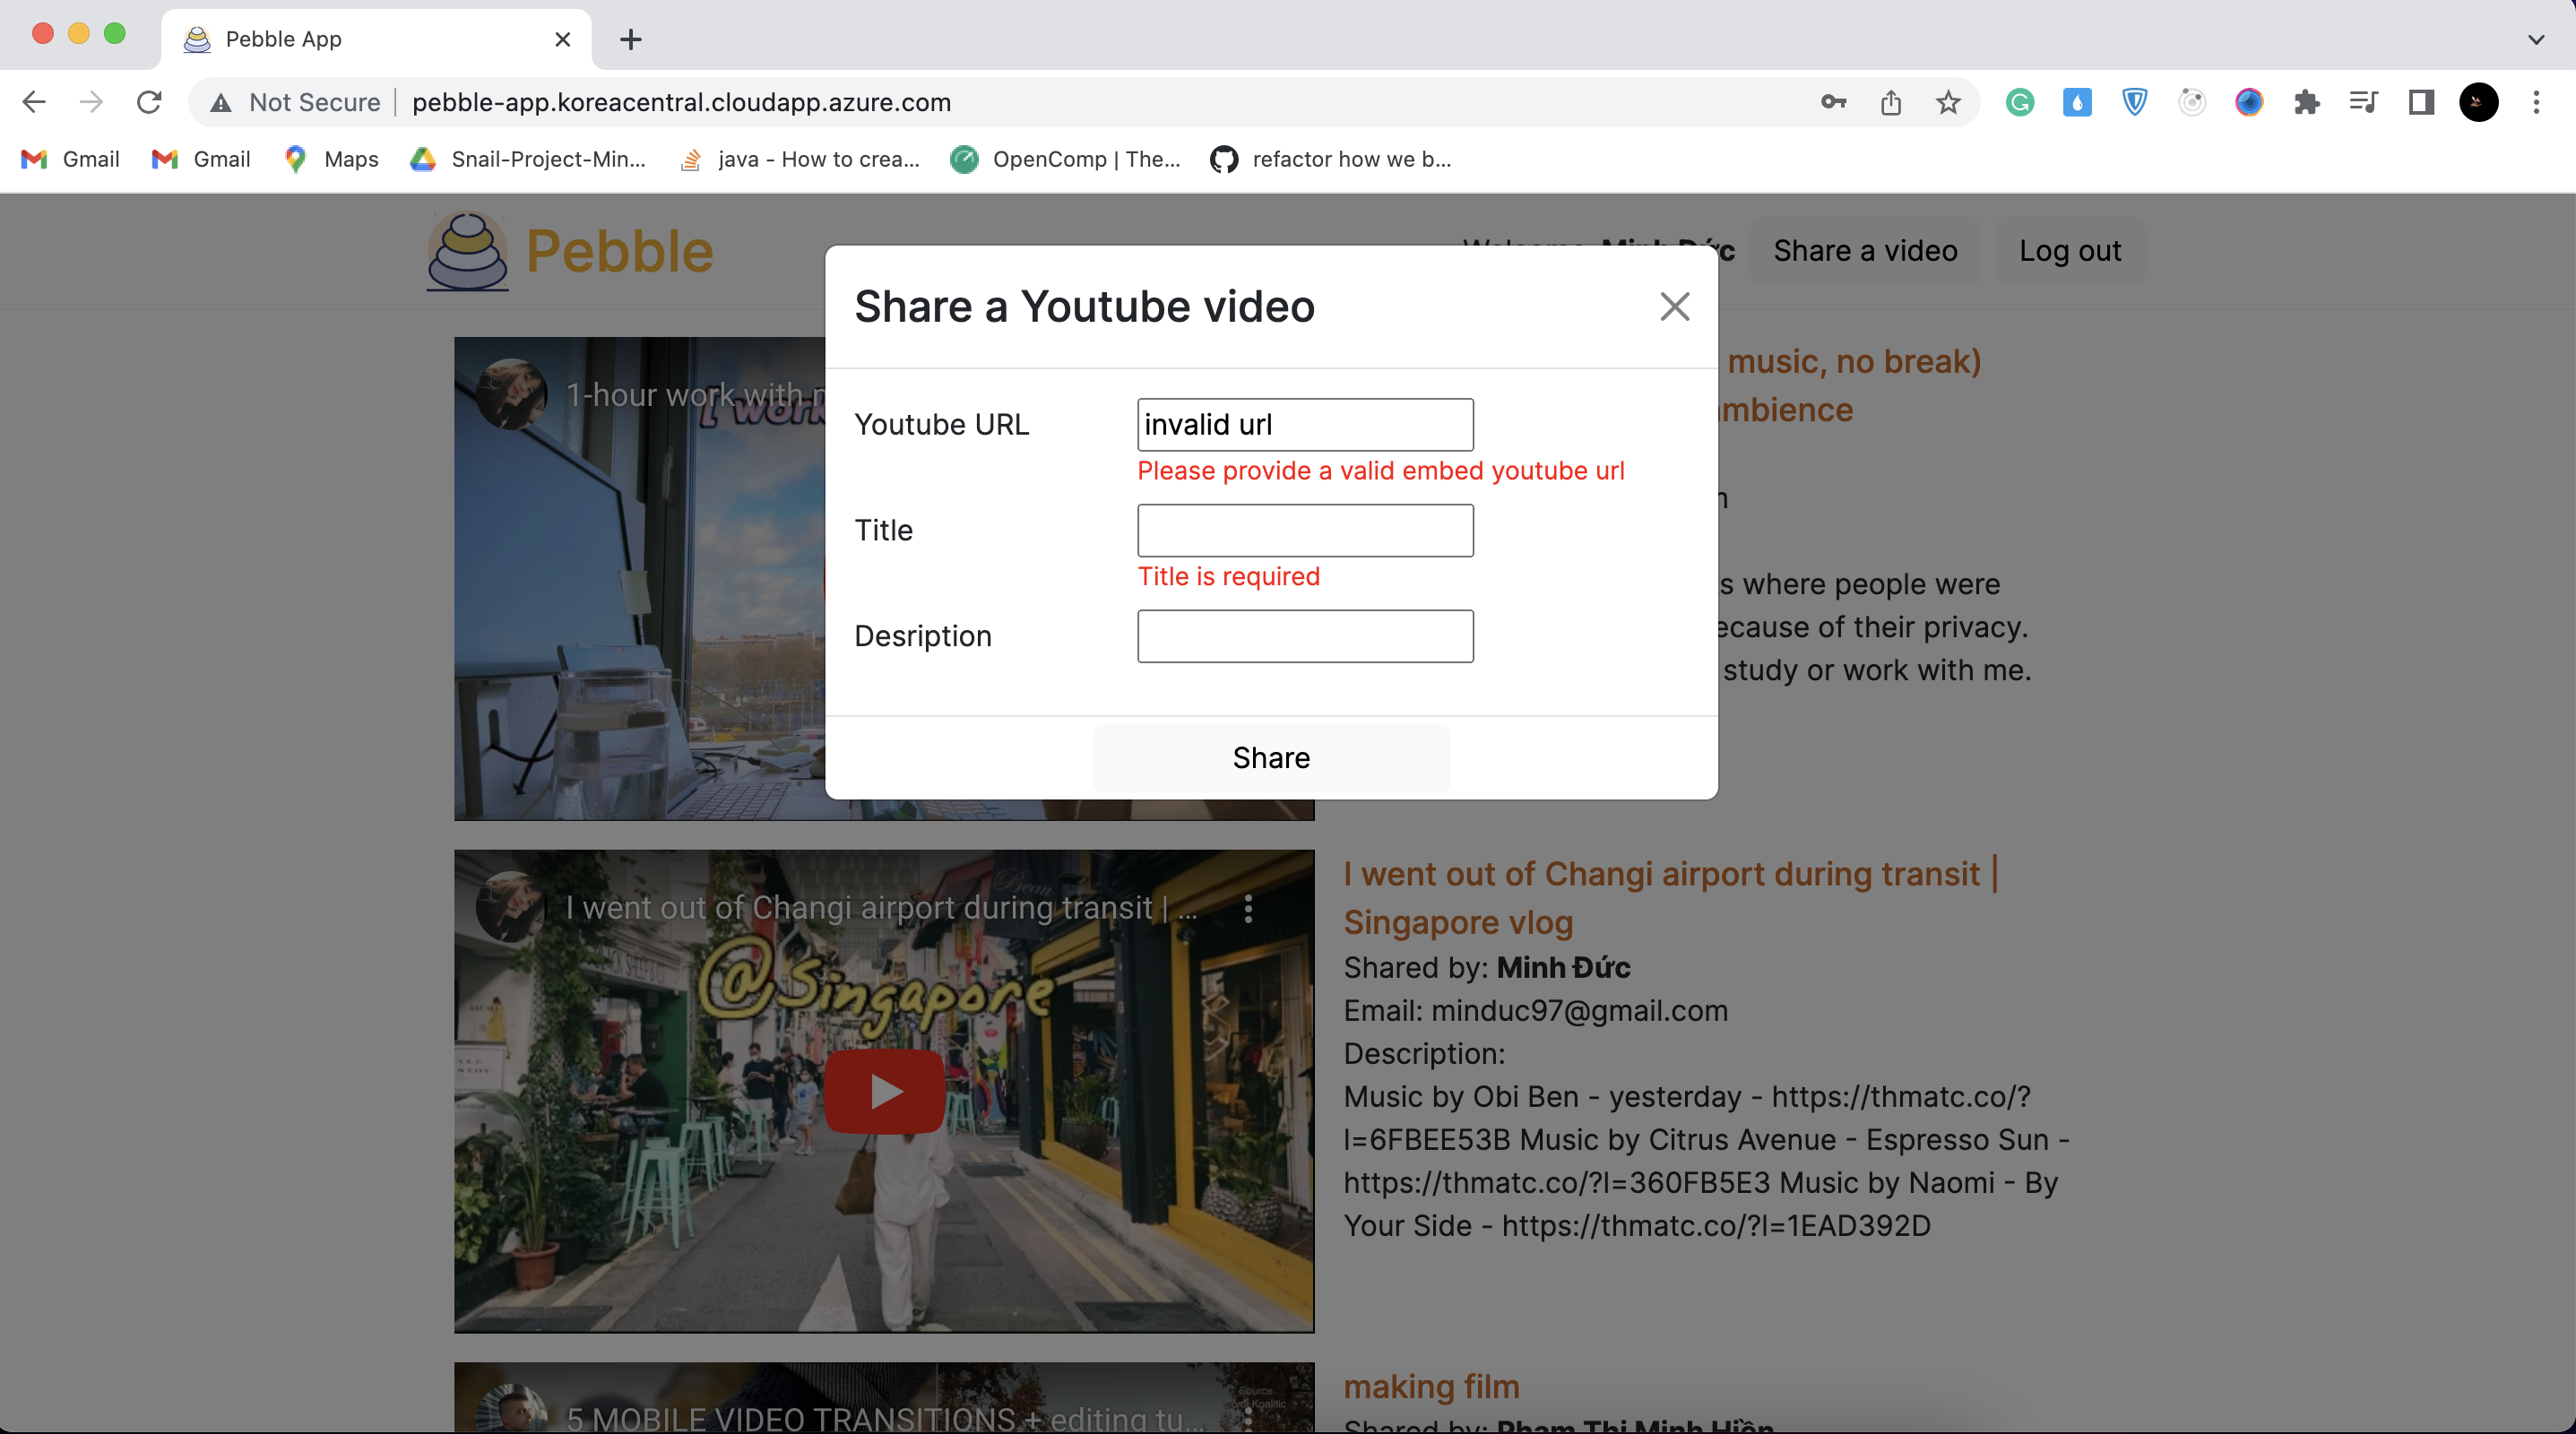 Pebble App
Not Secure
pebble-app.koreacentral.cloudapp.azure.com
Gmail
Gmail
Maps
Snail-Project-Min...
java - How to crea...
OpenComp | The...
refactor how we b...
Pebble
Minh Đức
Share a video
Log out
Share a Youtube video
Youtube URL
invalid url
Please provide a valid embed youtube url
Title
Title is required
Desription
Share
1-hour work with
music, no break)
mbience
s where people were
ecause of their privacy.
study or work with me.
I went out of Changi airport during transit | ...
@Singapore
I went out of Changi airport during transit |
Singapore vlog
Shared by: Minh Đức
Email: minduc97@gmail.com
Description:
Music by Obi Ben - yesterday - https://thmatc.co/?
l=6FBEE53B Music by Citrus Avenue - Espresso Sun -
https://thmatc.co/?l=360FB5E3 Music by Naomi - By
Your Side - https://thmatc.co/?l=1EAD392D
5 MOBILE VIDEO TRANSITIONS + editing tu...
Source
making film
Shared by: Phạm Thị Minh Hiền